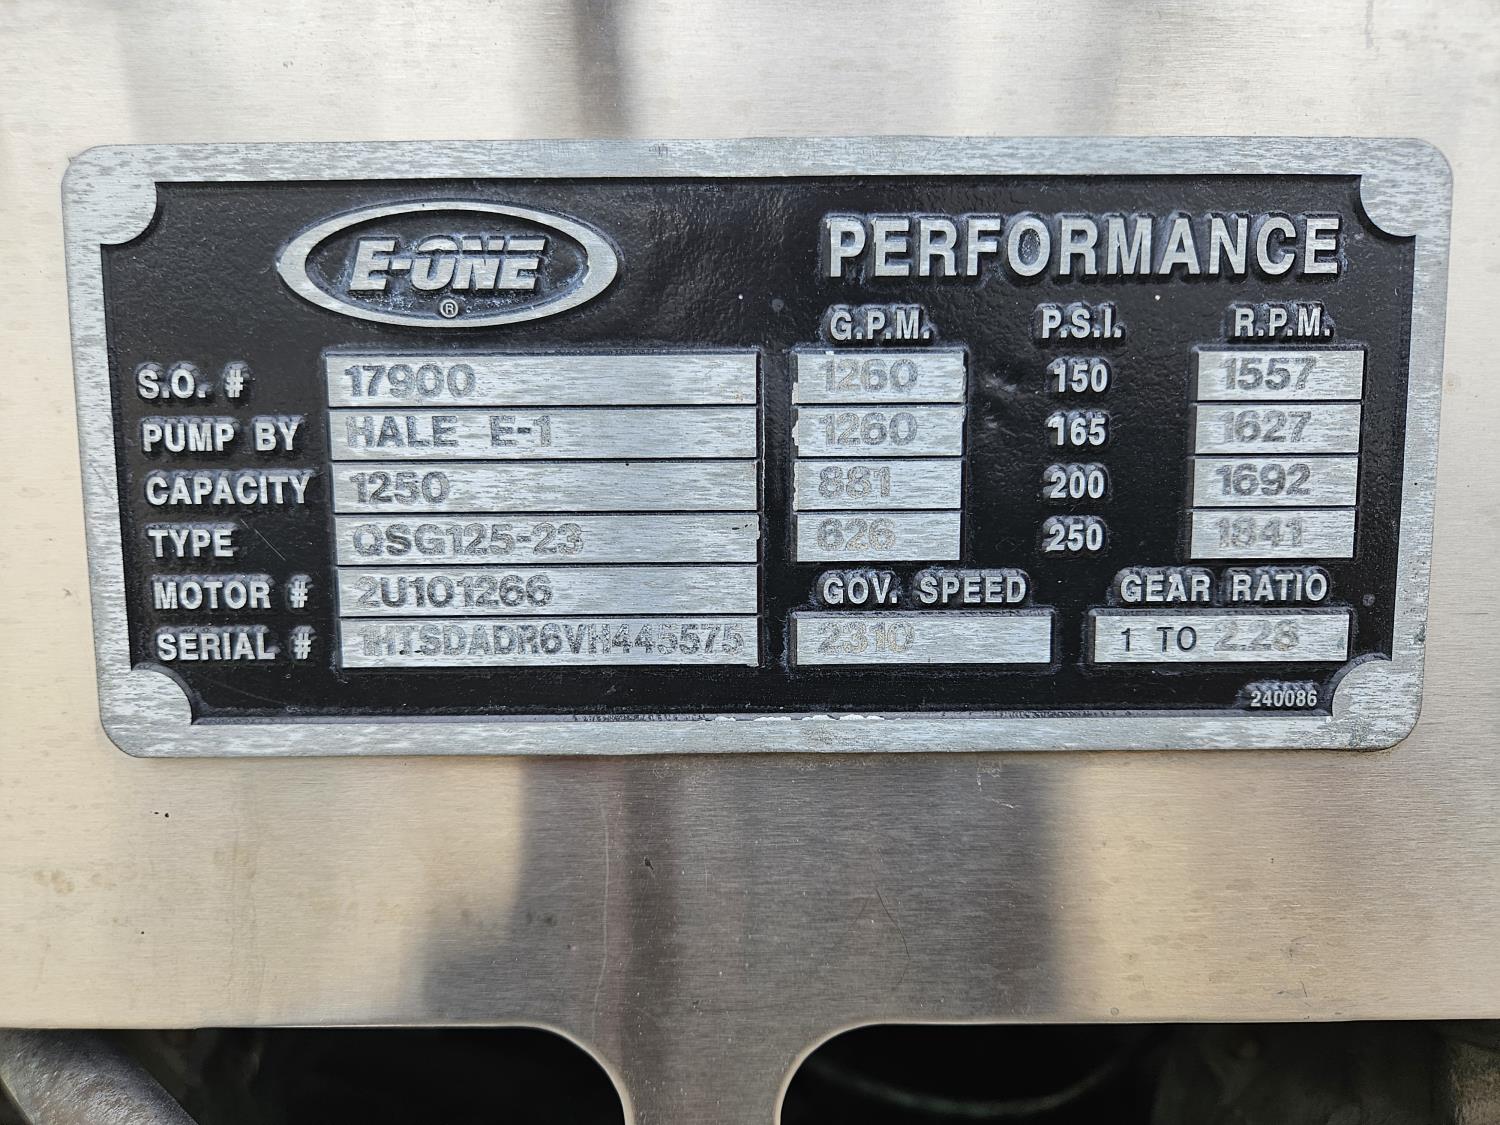 E-ONE
®
PERFORMANCE
G.P.M. P.S.I. R.P.M.
S.O. # 17900 1260 150 1557
PUMP BY HALE E-1 1260 165 1627
CAPACITY 1250 881 200 1692
TYPE QSG125-23 626 250 1841
MOTOR # 2U101266 GOV. SPEED GEAR RATIO
SERIAL # 1HTSDADR6VH445575 2310 1 TO 2.28
240086